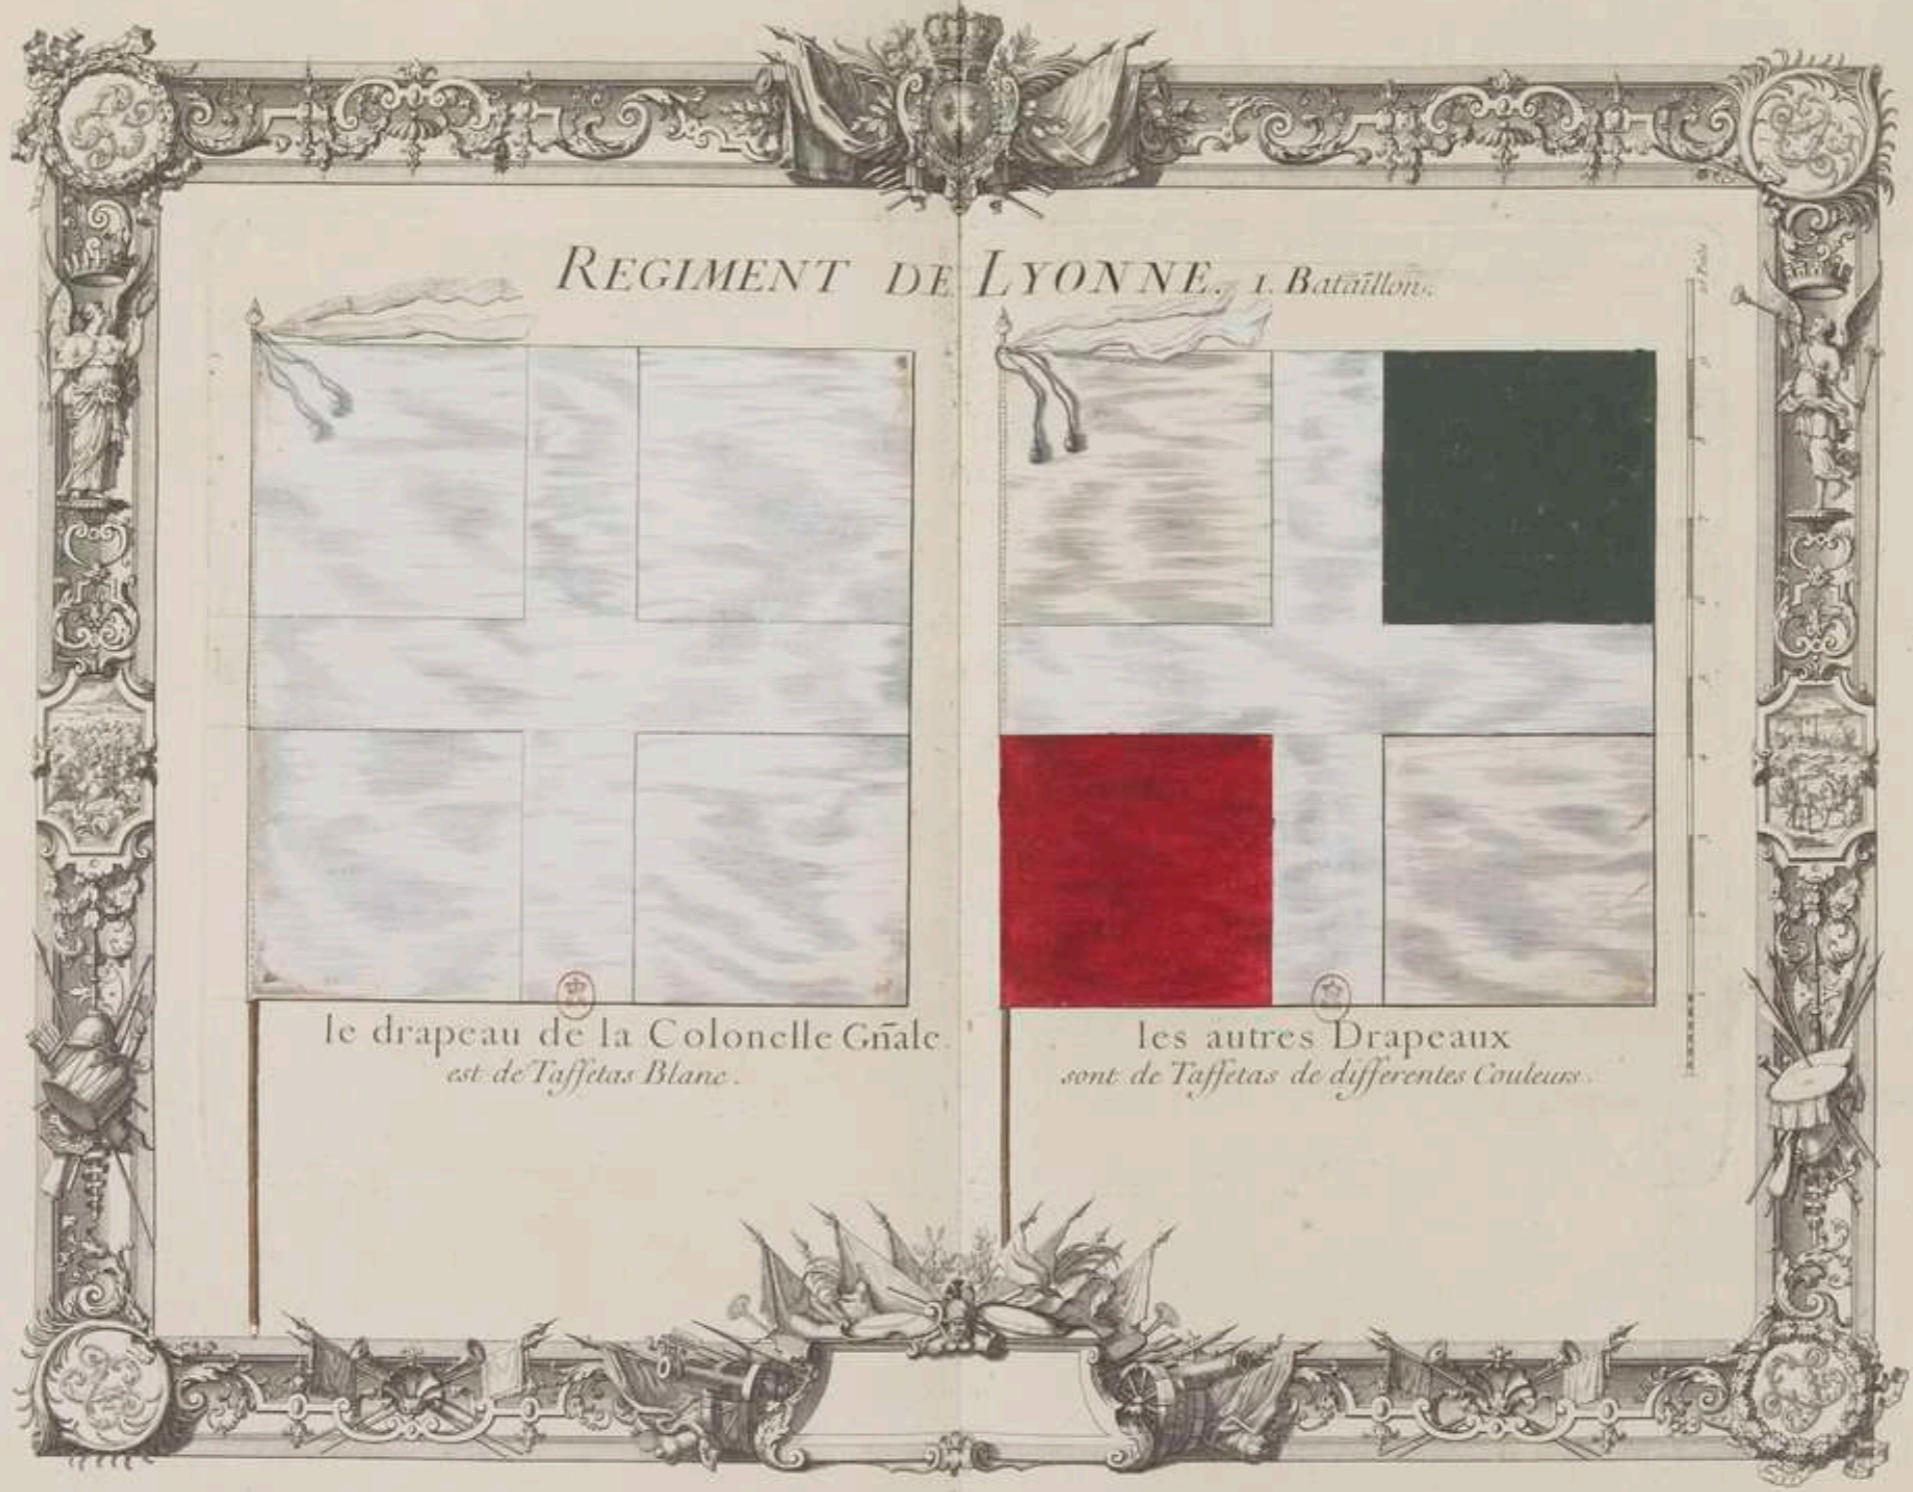 REGIMENT DE LYONNE. 1. Bataillon.
le drapeau de la Colonelle Gñale.
est de Taffetas Blanc.
les autres Drapeaux
sont de Taffetas de differentes Couleurs.